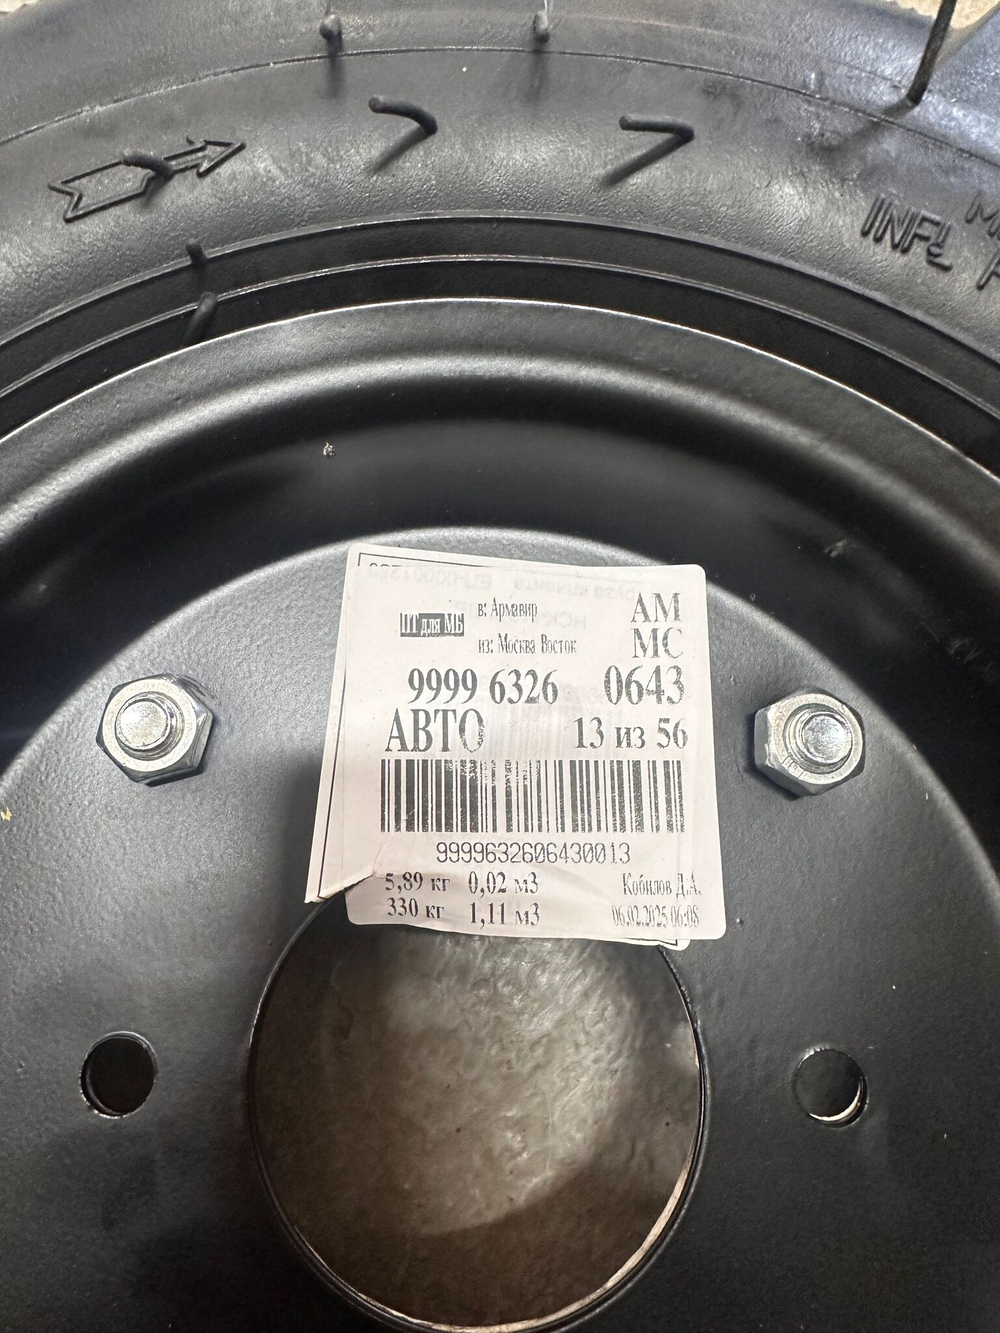 INFL
ПТ для МБ
в: Армавир
из: Москва Восток
АМ
МС
9999 6326 0643
АВТО 13 из 56
9999632606430013
5,89 кг 0,02 м3
330 кг 1,11 м3
Кобилов Д.А.
06.02.2025 06:08